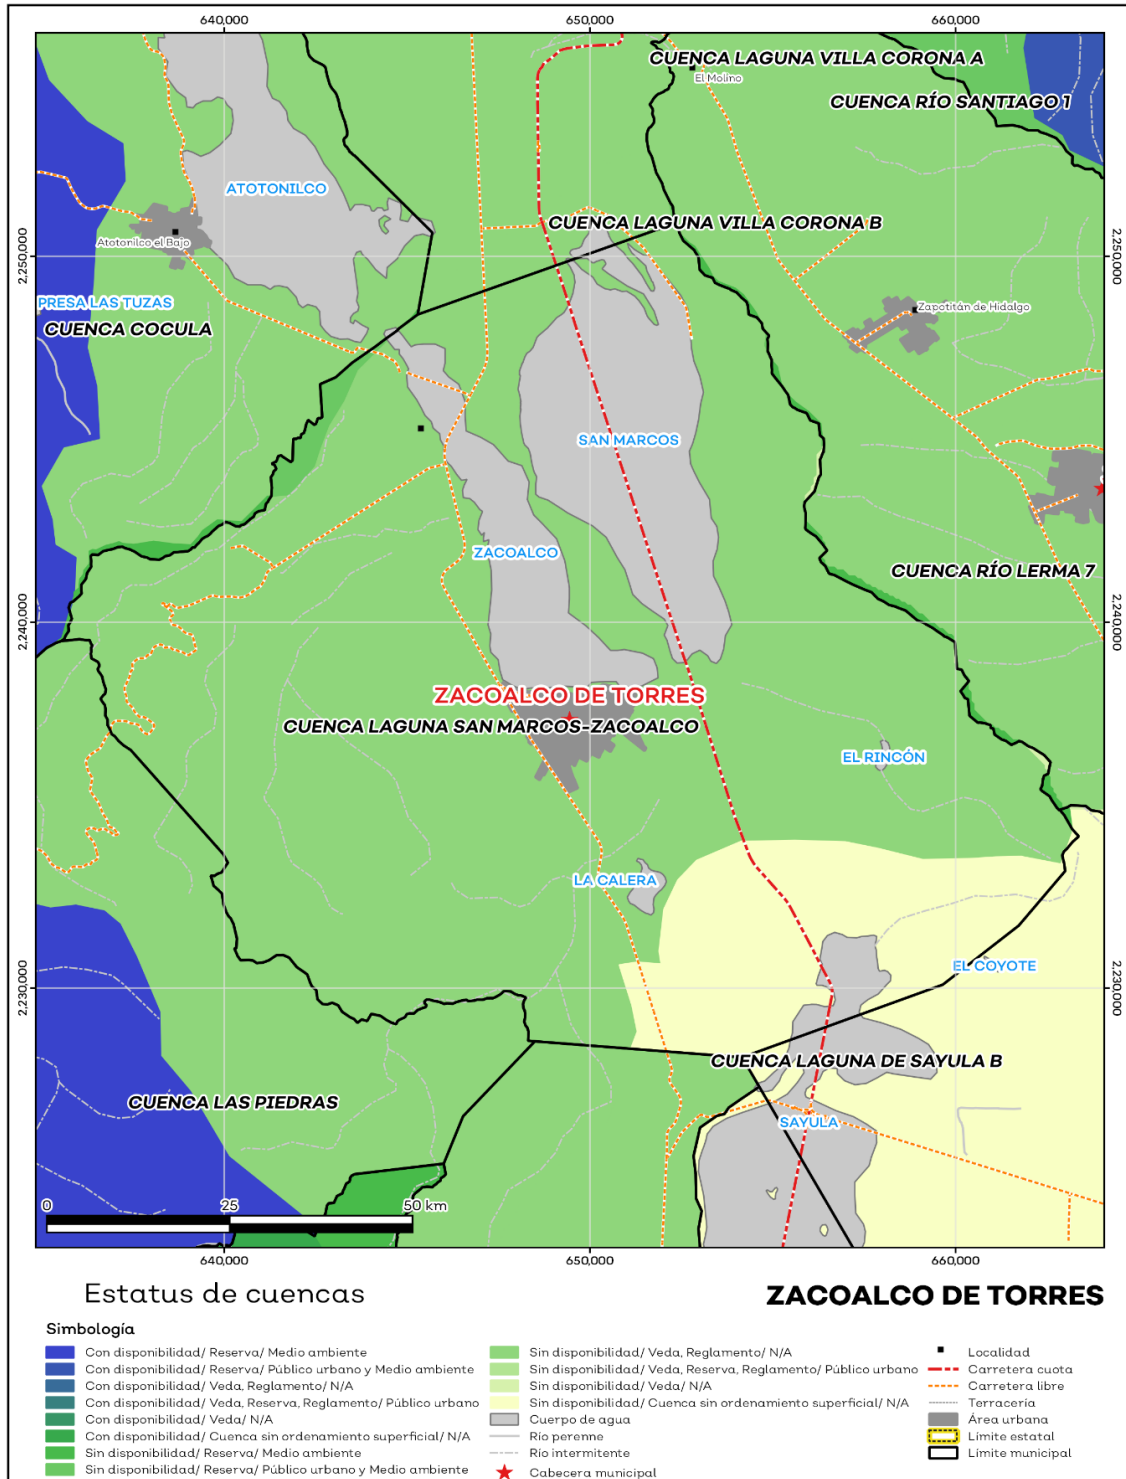 640,000
650,000
660,000
CUENCA LAGUNA VILLA CORONA A
El Molino
CUENCA RÍO SANTIAGO 1
ATOTONILCO
CUENCA LAGUNA VILLA CORONA B
Atotonilco el Bajo
2,250,000
2,250,000
PRESA LAS TUZAS
Zapotitán de Hidalgo
CUENCA COCULA
SAN MARCOS
ZACOALCO
CUENCA RÍO LERMA 7
2,240,000
2,240,000
ZACOALCO DE TORRES
CUENCA LAGUNA SAN MARCOS-ZACOALCO
EL RINCÓN
LA CALERA
EL COYOTE
2,230,000
2,230,000
CUENCA LAGUNA DE SAYULA B
CUENCA LAS PIEDRAS
SAYULA
0
25
50 km
640,000
650,000
660,000
Estatus de cuencas
ZACOALCO DE TORRES
Simbología
Con disponibilidad/ Reserva/ Medio ambiente
Con disponibilidad/ Reserva/ Público urbano y Medio ambiente
Con disponibilidad/ Veda, Reglamento/ N/A
Con disponibilidad/ Veda, Reserva, Reglamento/ Público urbano
Con disponibilidad/ Veda/ N/A
Con disponibilidad/ Cuenca sin ordenamiento superficial/ N/A
Sin disponibilidad/ Reserva/ Medio ambiente
Sin disponibilidad/ Reserva/ Público urbano y Medio ambiente
Sin disponibilidad/ Veda, Reglamento/ N/A
Sin disponibilidad/ Veda, Reserva, Reglamento/ Público urbano
Sin disponibilidad/ Veda/ N/A
Sin disponibilidad/ Cuenca sin ordenamiento superficial/ N/A
Cuerpo de agua
Río perenne
Río intermitente
Cabecera municipal
Localidad
Carretera cuota
Carretera libre
Terracería
Área urbana
Límite estatal
Límite municipal